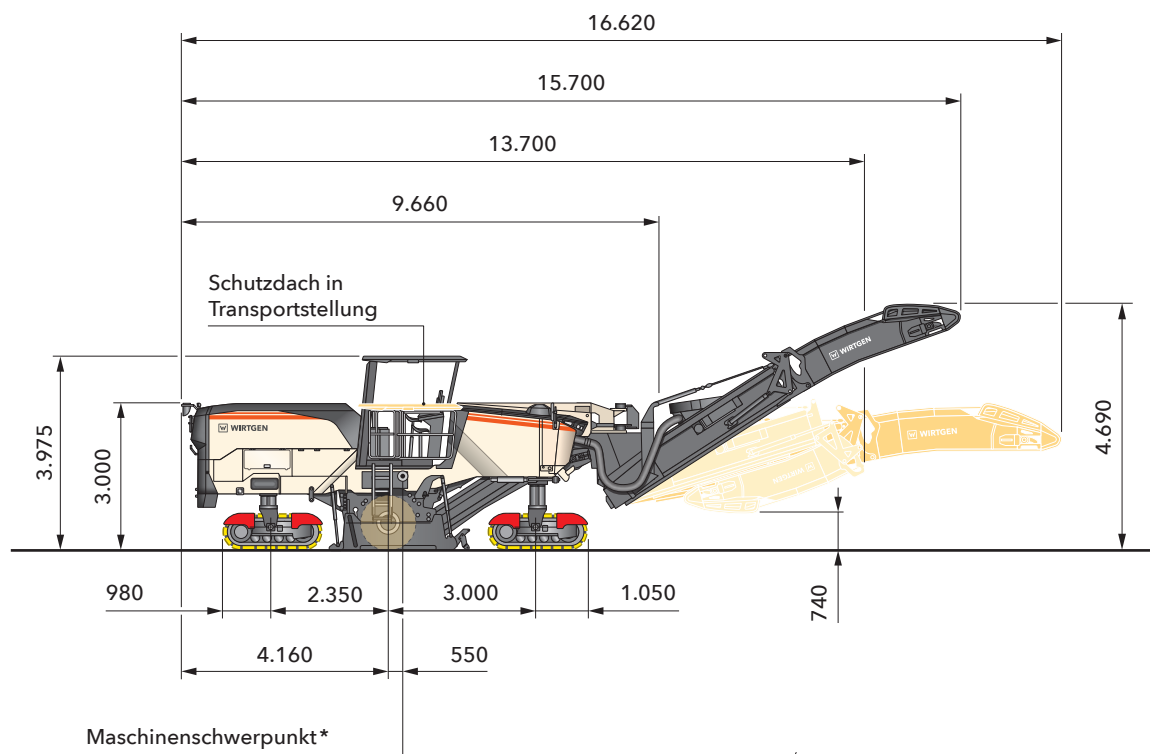 16.620
15.700
13.700
9.660
Schutzdach in
Transportstellung
3.975
3.000
4.690
WIRTGEN
WIRTGEN
WIRTGEN
WIRTGEN
980
2.350
3.000
1.050
740
4.160
550
Maschinenschwerpunkt*